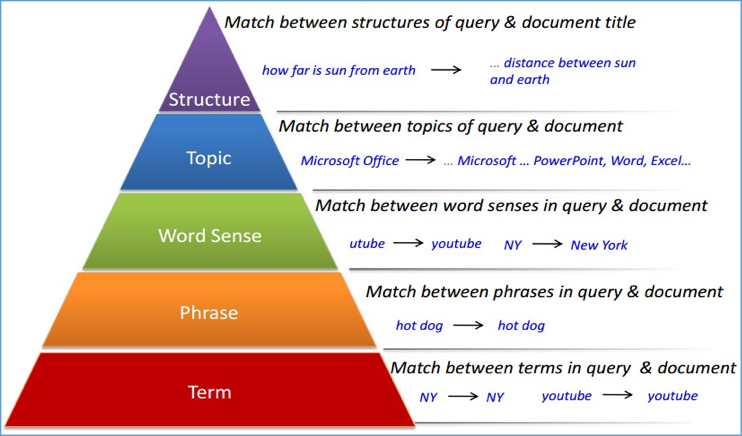 Match between structures of query & document title
how far is sun from earth → ... distance between sun
and earth
Structure
Match between topics of query & document
Topic
Microsoft Office → ... Microsoft ... PowerPoint, Word, Excel...
Match between word senses in query & document
Word Sense
utube → youtube NY → New York
Match between phrases in query & document
Phrase
hot dog → hot dog
Match between terms in query & document
Term
NY → NY youtube → youtube